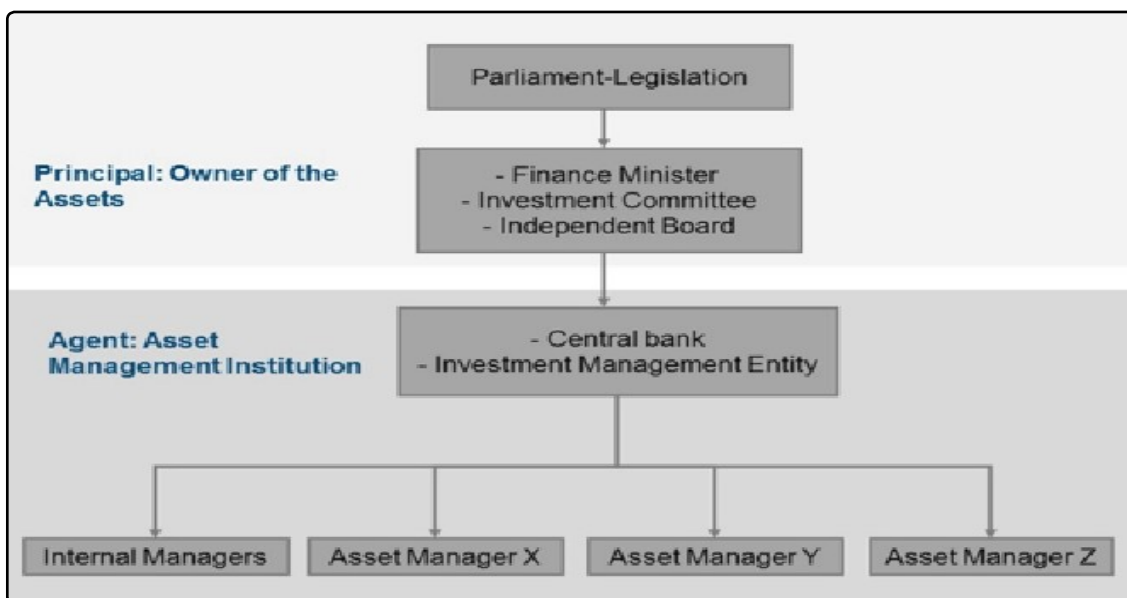 Parliament-Legislation
Principal: Owner of the
Assets
- Finance Minister
- Investment Committee
- Independent Board
Agent: Asset
Management Institution
- Central bank
- Investment Management Entity
Internal Managers
Asset Manager X
Asset Manager Y
Asset Manager Z